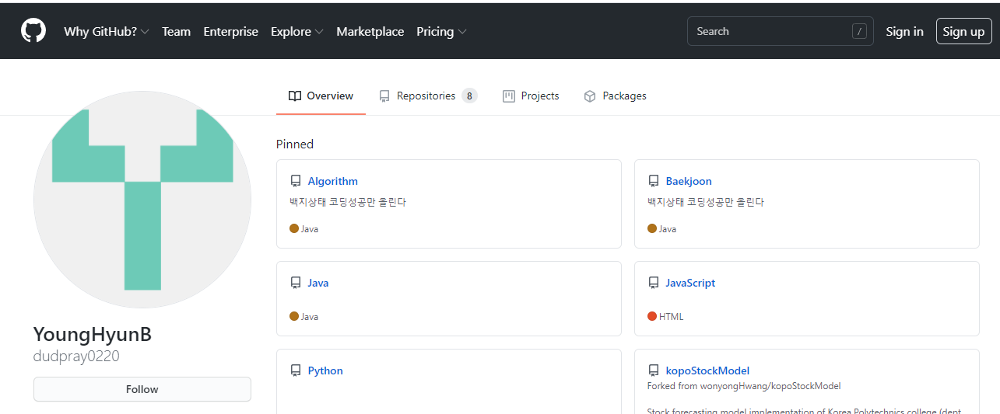 Why GitHub? Team Enterprise Explore Marketplace Pricing Search / Sign in Sign up
Overview Repositories 8 Projects Packages
Pinned
Algorithm
백지상태 코딩성공만 올린다
Java
Baekjoon
백지상태 코딩성공만 올린다
Java
Java
Java
JavaScript
HTML
Python
kopoStockModel
Forked from wonyongHwang/kopoStockModel
Stock forecasting model implementation of Korea Polytechnics college (dept.
YoungHyunB
dudpray0220
Follow